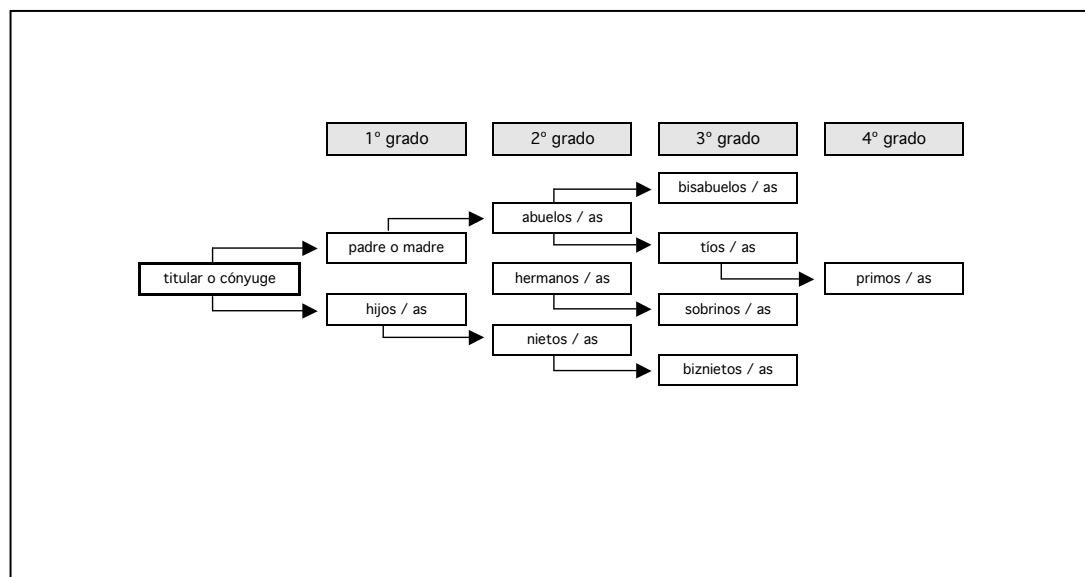 1º grado
2º grado
3º grado
4º grado
bisabuelos / as
abuelos / as
padre o madre
tíos / as
titular o cónyuge
hermanos / as
primos / as
hijos / as
sobrinos / as
nietos / as
biznietos / as